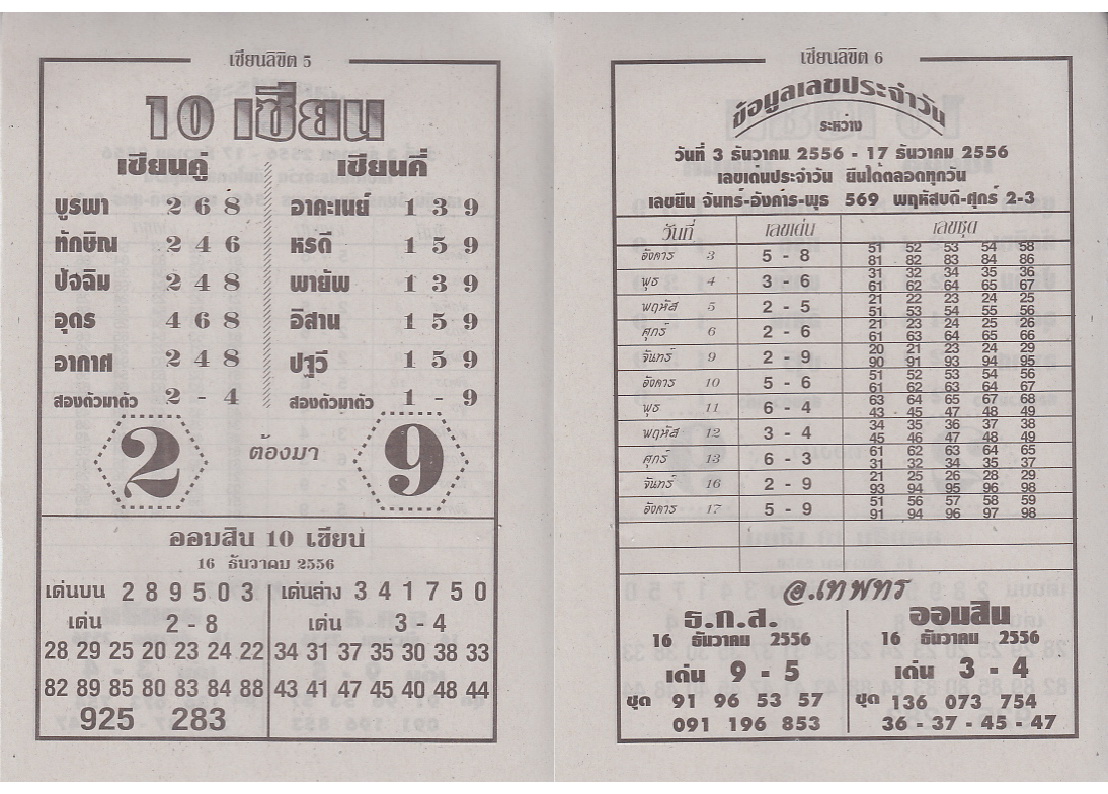 เซียนลิขิต 5
10 เซียน
เซียนคู่ เซียนคี่
บูรพา 2 6 8 อาคะเนย์ 1 3 9
ทักษิณ 2 4 6 หรดี 1 5 9
ปัจฉิม 2 4 8 พายัพ 1 3 9
อุดร 4 6 8 อิสาน 1 5 9
อากาศ 2 4 8 ปฐวี 1 5 9
สองตัวมาตัว 2 - 4 สองตัวมาตัว 1 - 9
2 ต้องมา 9
ออมสิน 10 เซียน
16 ธันวาคม 2556
เด่นบน 2 8 9 5 0 3 เด่นล่าง 3 4 1 7 5 0
เด่น 2 - 8 เด่น 3 - 4
28 29 25 20 23 24 22 34 31 37 35 30 38 33
82 89 85 80 83 84 88 43 41 47 45 40 48 44
925 283
เซียนลิขิต 6
ข้อมูลเลขประจำวัน
ระหว่าง
วันที่ 3 ธันวาคม 2556 - 17 ธันวาคม 2556
เลขเด่นประจำวัน ยืนได้ตลอดทุกวัน
เลขยืน จันทร์-อังคาร-พุธ 569 พฤหัสบดี-ศุกร์ 2-3
วันที่ เลขเด่น เลขชุด
อังคาร 3 5 - 8 51 52 53 54 58
81 82 83 84 86
พุธ 4 3 - 6 31 32 34 35 36
61 62 64 65 67
พฤหัส 5 2 - 5 21 22 23 24 25
51 53 54 55 56
ศุกร์ 6 2 - 6 21 23 24 25 26
61 63 64 65 66
จันทร์ 9 2 - 9 20 21 23 24 29
90 91 93 94 95
อังคาร 10 5 - 6 51 52 53 54 56
61 62 63 64 67
พุธ 11 6 - 4 63 64 65 67 68
43 45 47 48 49
พฤหัส 12 3 - 4 34 35 36 37 38
45 46 47 48 49
ศุกร์ 13 6 - 3 61 62 63 64 65
31 32 34 35 37
จันทร์ 16 2 - 9 21 25 26 28 29
93 94 95 96 98
อังคาร 17 5 - 9 51 56 57 58 59
91 94 96 97 98
อ.เทพทร
ธ.ก.ส. ออมสิน
16 ธันวาคม 2556 16 ธันวาคม 2556
เด่น 9 - 5 เด่น 3 - 4
ชุด 91 96 53 57 ชุด 136 073 754
091 196 853 36 - 37 - 45 - 47